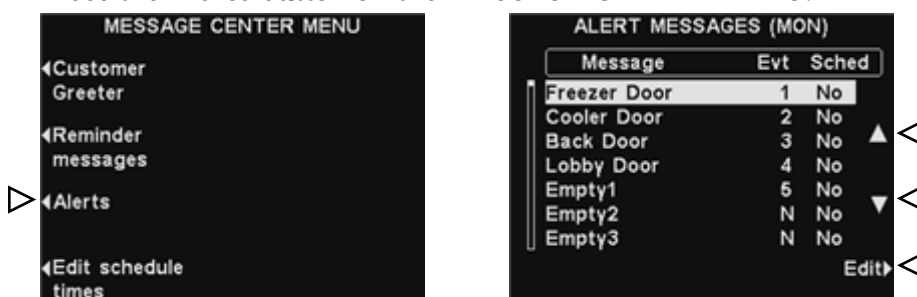 MESSAGE CENTER MENU
Customer
Greeter
Reminder
messages
Alerts
Edit schedule
times
ALERT MESSAGES (MON)
Message Evt Sched
Freezer Door 1 No
Cooler Door 2 No
Back Door 3 No
Lobby Door 4 No
Empty1 5 No
Empty2 N No
Empty3 N No
Edit